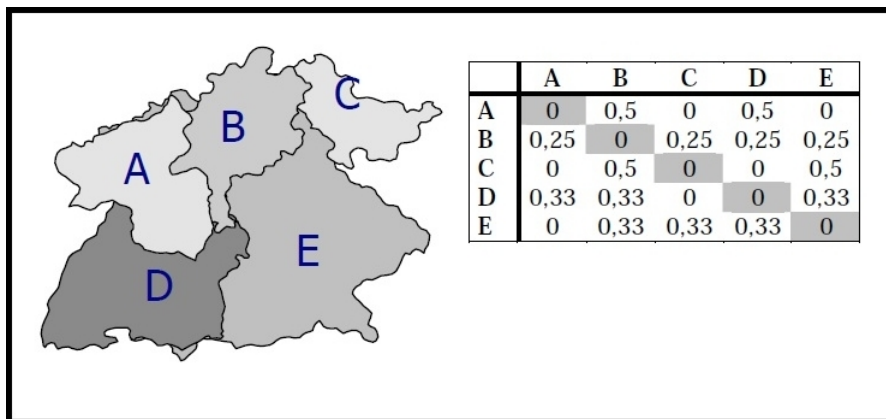 C
B
A
E
D
A B C D E
A 0 0,5 0 0,5 0
B 0,25 0 0,25 0,25 0,25
C 0 0,5 0 0 0,5
D 0,33 0,33 0 0 0,33
E 0 0,33 0,33 0,33 0